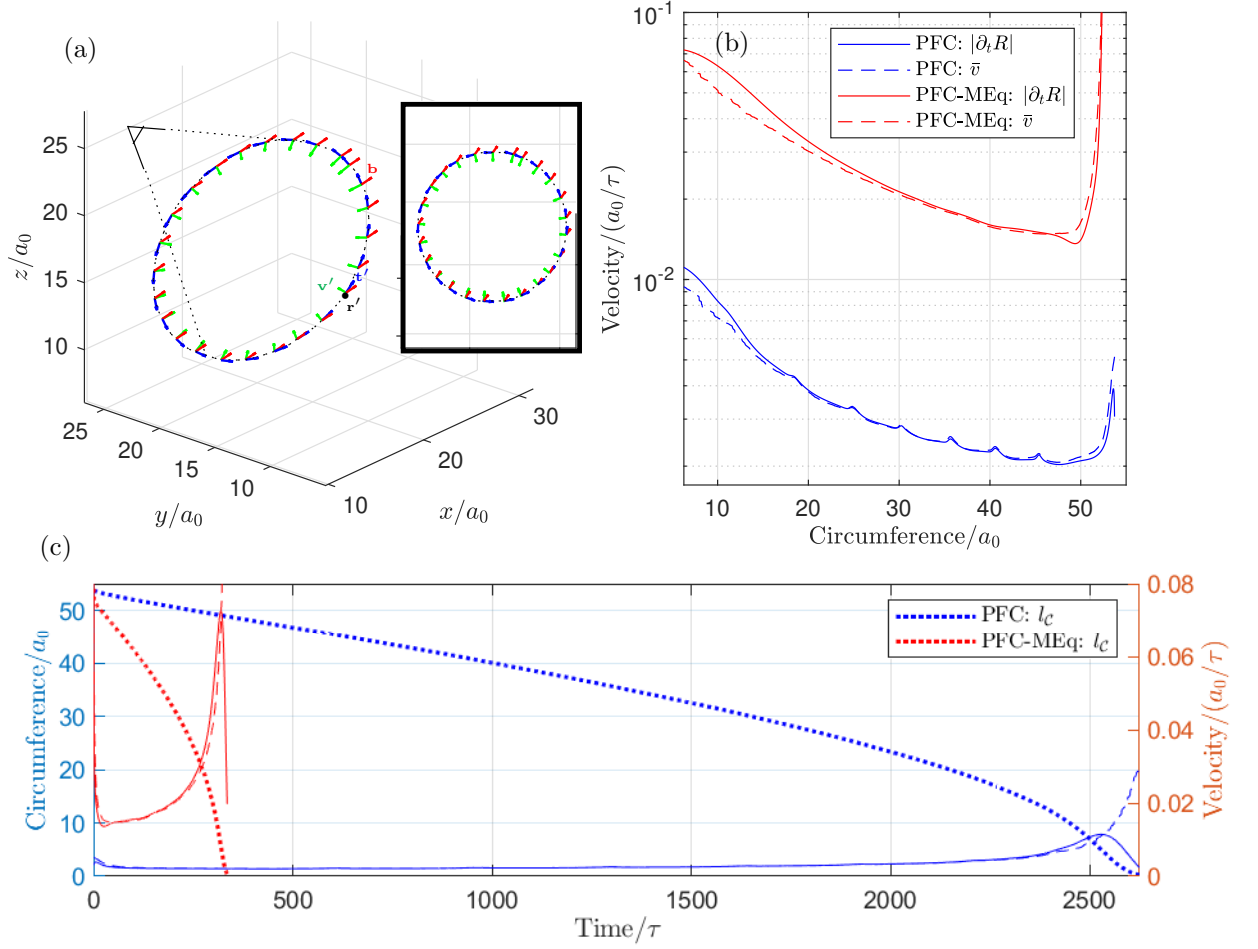 (a)
25
20
15
10
z/a₀
25
20
15
10
y/a₀
10
20
30
x/a₀
b
v′
t′
r′
(b)
10⁻¹
10⁻²
Velocity/(a₀/τ)
PFC: |∂ₜR|
PFC: v̄
PFC-MEq: |∂ₜR|
PFC-MEq: v̄
10 20 30 40 50
Circumference/a₀
(c)
50
40
30
20
10
0
Circumference/a₀
PFC: l_𝒞
PFC-MEq: l_𝒞
0.08
0.06
0.04
0.02
0
Velocity/(a₀/τ)
0 500 1000 1500 2000 2500
Time/τ